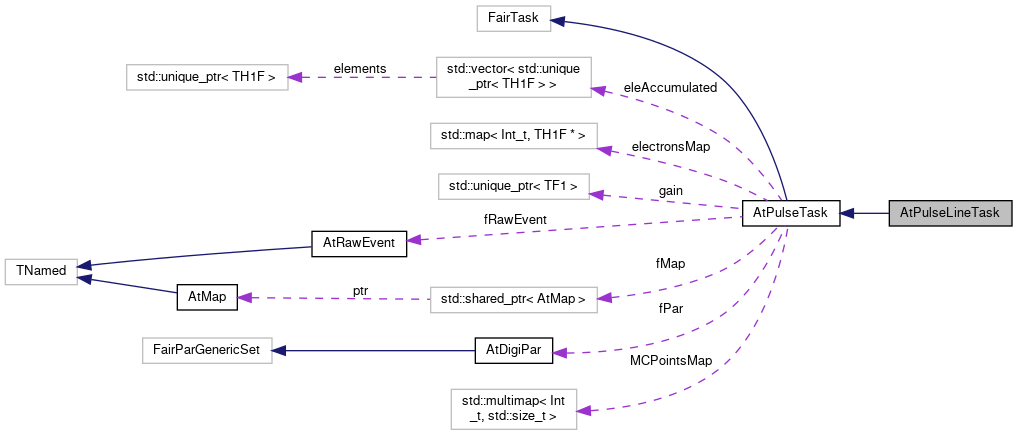 FairTask
std::unique_ptr< TH1F >
elements
std::vector< std::unique
_ptr< TH1F > >
eleAccumulated
std::map< Int_t, TH1F * >
electronsMap
std::unique_ptr< TF1 >
gain
AtPulseTask
AtPulseLineTask
fRawEvent
AtRawEvent
TNamed
AtMap
ptr
std::shared_ptr< AtMap >
fMap
fPar
FairParGenericSet
AtDigiPar
MCPointsMap
std::multimap< Int
_t, std::size_t >